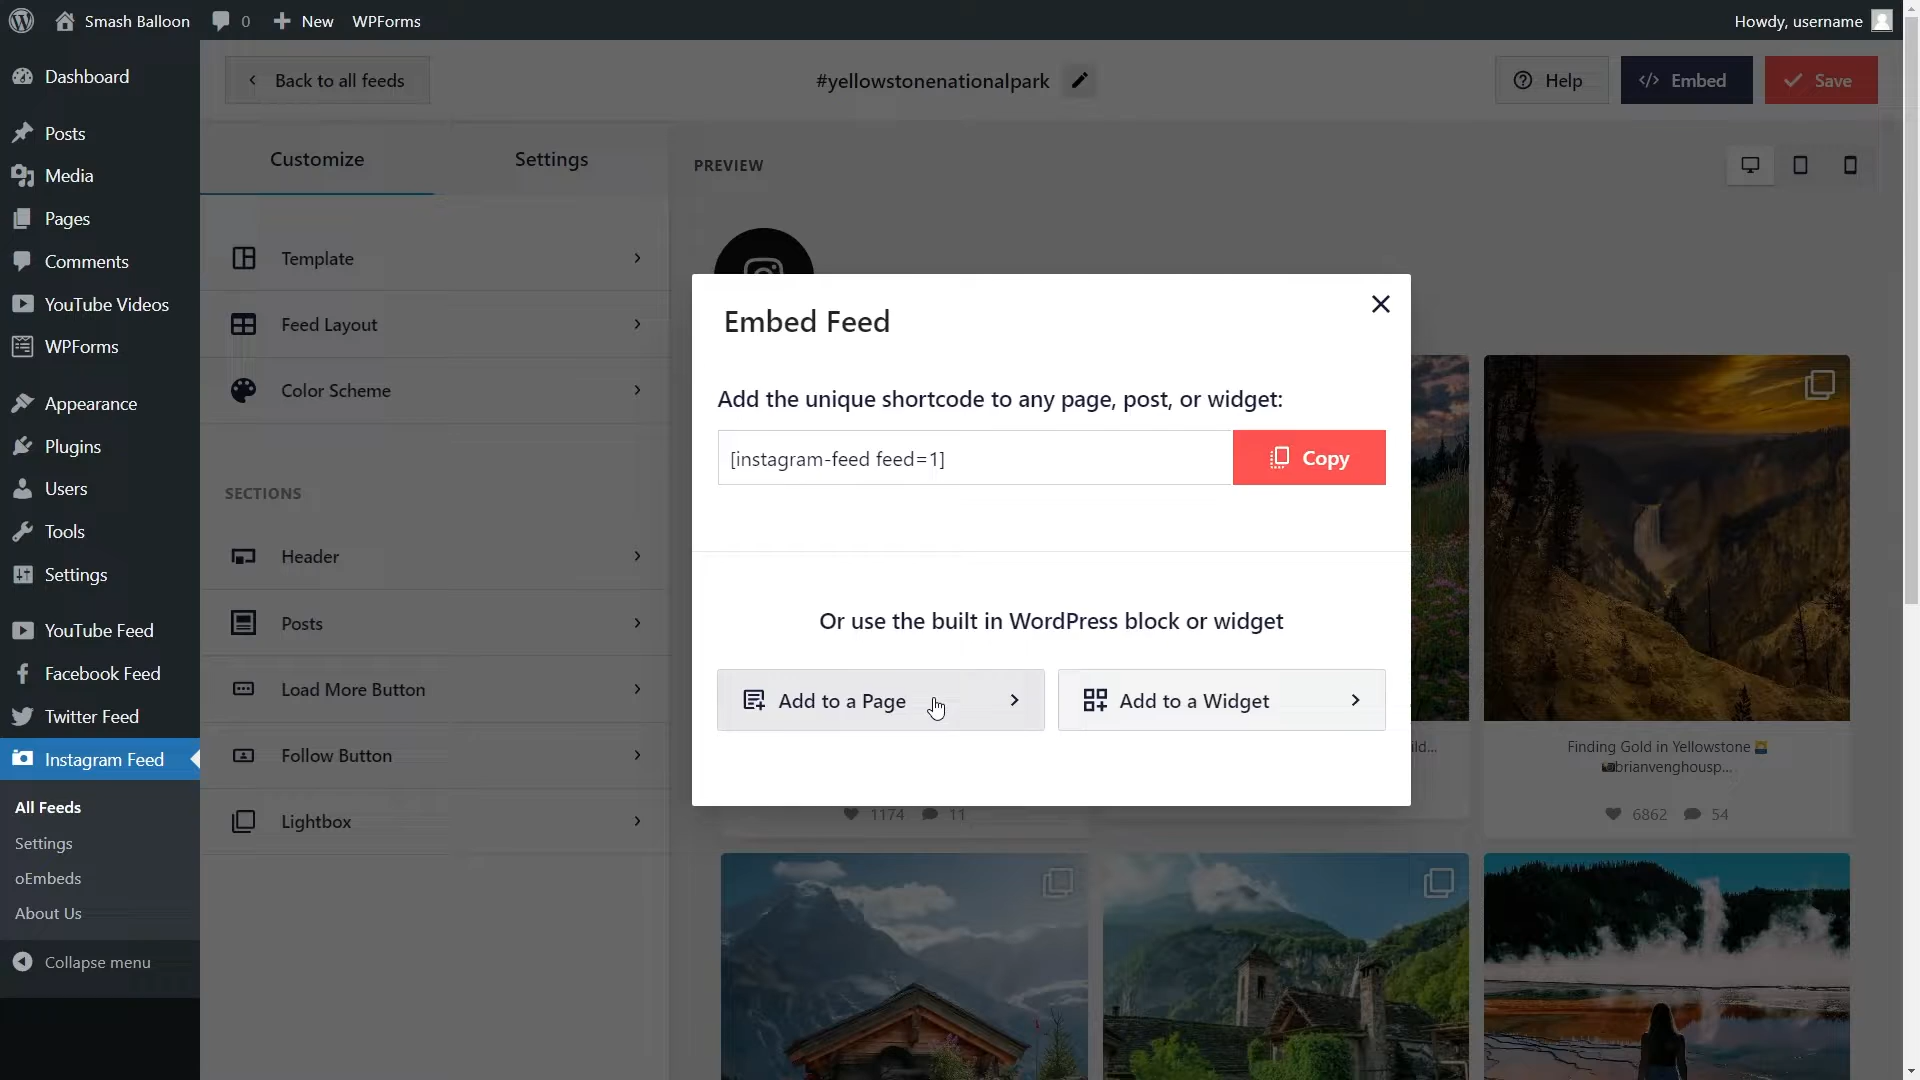 Smash Balloon
0
New
WPForms
Howdy, username
Dashboard
Posts
Media
Pages
Comments
YouTube Videos
WPForms
Appearance
Plugins
Users
Tools
Settings
YouTube Feed
Facebook Feed
Twitter Feed
Instagram Feed
All Feeds
Settings
oEmbeds
About Us
Collapse menu
Back to all feeds
#yellowstonenationalpark
Help
Embed
Save
Customize
Settings
Template
Feed Layout
Color Scheme
SECTIONS
Header
Posts
Load More Button
Follow Button
Lightbox
PREVIEW
Embed Feed
Add the unique shortcode to any page, post, or widget:
[instagram-feed feed=1]
Copy
Or use the built in WordPress block or widget
Add to a Page
Add to a Widget
1174
11
ild...
Finding Gold in Yellowstone
brianvenghousp...
6862
54